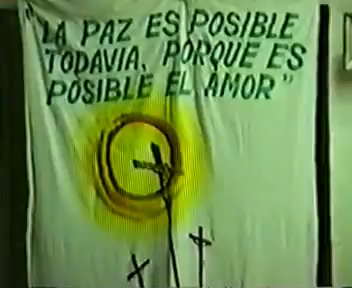 "LA PAZ ES POSIBLE
TODAVIA, PORQUE ES
POSIBLE EL AMOR"